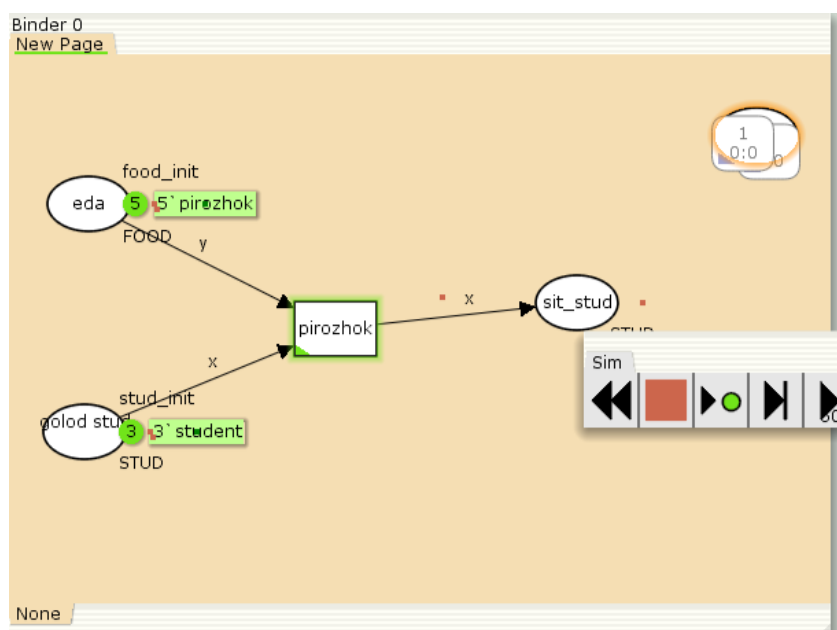 Binder 0
New Page
1
0:0
0
food_init
eda
5
5`pirozhok
FOOD
y
x
sit_stud
pirozhok
STUD
Sim
x
stud_init
golod stud
3
3`student
STUD
None